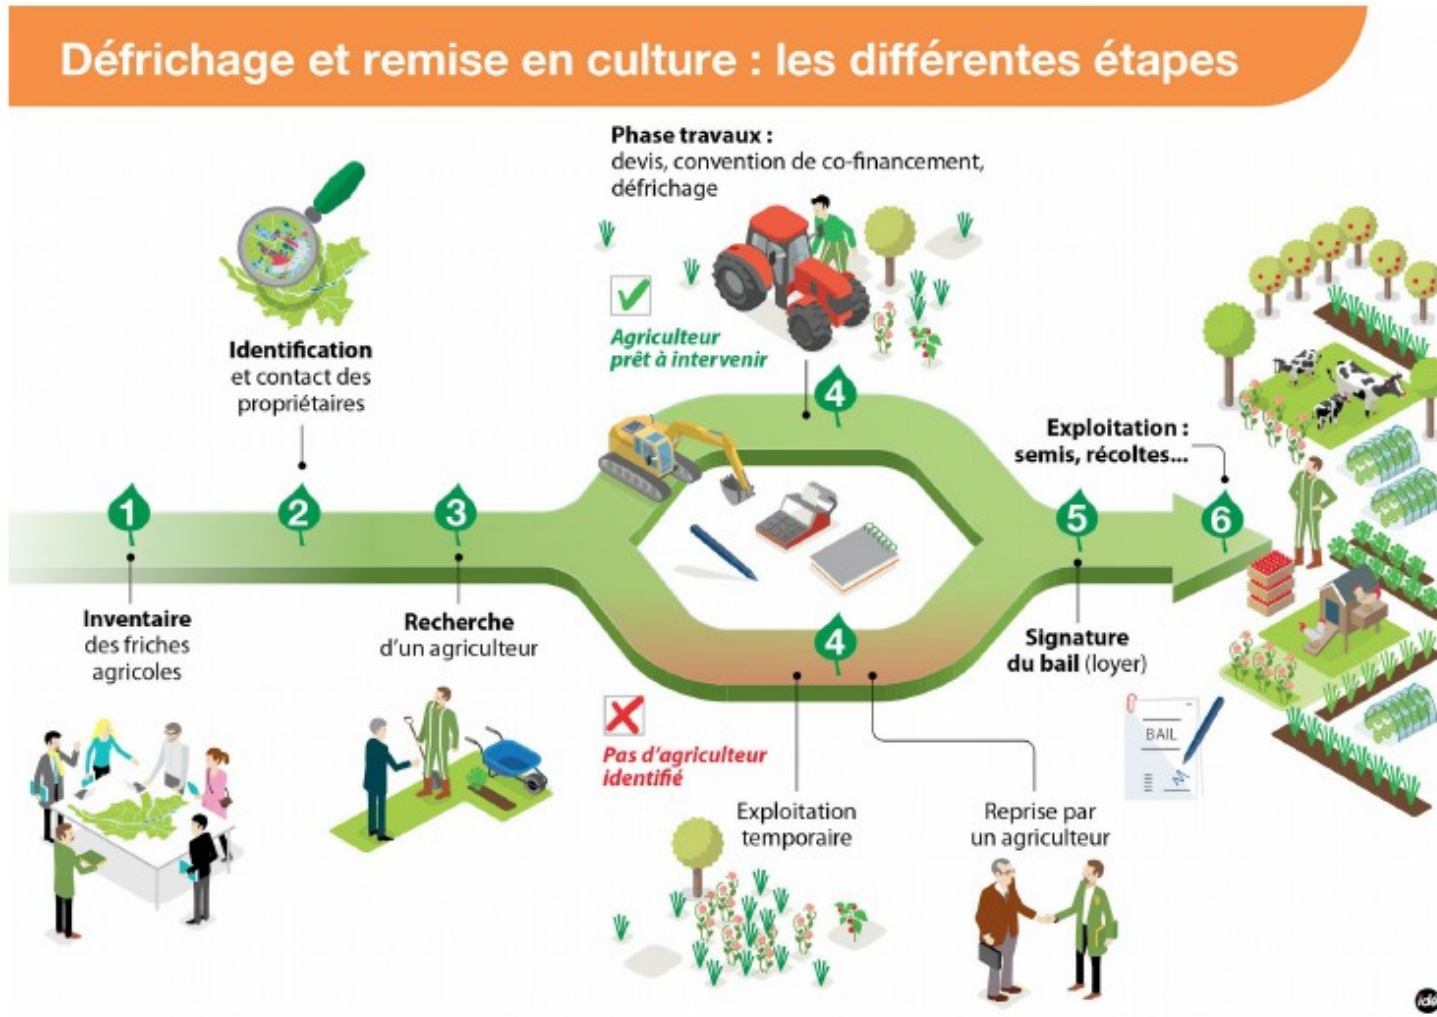 Défrichage et remise en culture : les différentes étapes
Phase travaux :
devis, convention de co-financement,
défrichage
Agriculteur
prêt à intervenir
Identification
et contact des
propriétaires
4
Exploitation :
semis, récoltes...
1
2
3
5
6
Inventaire
des friches
agricoles
Recherche
d'un agriculteur
4
Signature
du bail (loyer)
Pas d'agriculteur
identifié
BAIL
Exploitation
temporaire
Reprise par
un agriculteur
idé